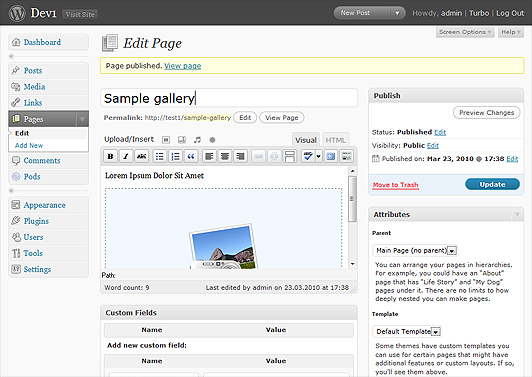 Dev1 Visit Site New Post Howdy, admin | Turbo | Log Out
Screen Options Help
Dashboard
Posts
Media
Links
Pages
Edit
Add New
Comments
Pods
Appearance
Plugins
Users
Tools
Settings
Edit Page
Page published. View page
Sample gallery
Permalink: http://test1/sample-gallery Edit View Page
Upload/Insert Visual HTML
B I ABC
Lorem Ipsum Dolor Sit Amet
Path:
Word count: 9 Last edited by admin on 23.03.2010 at 17:38
Custom Fields
Name Value
Add new custom field:
Name Value
Publish
Preview Changes
Status: Published Edit
Visibility: Public Edit
Published on: Mar 23, 2010 @ 17:38 Edit
Move to Trash Update
Attributes
Parent
Main Page (no parent)
You can arrange your pages in hierarchies.
For example, you could have an "About"
page that has "Life Story" and "My Dog"
pages under it. There are no limits to how
deeply nested you can make pages.
Template
Default Template
Some themes have custom templates you
can use for certain pages that might have
additional features or custom layouts. If so,
you'll see them above.